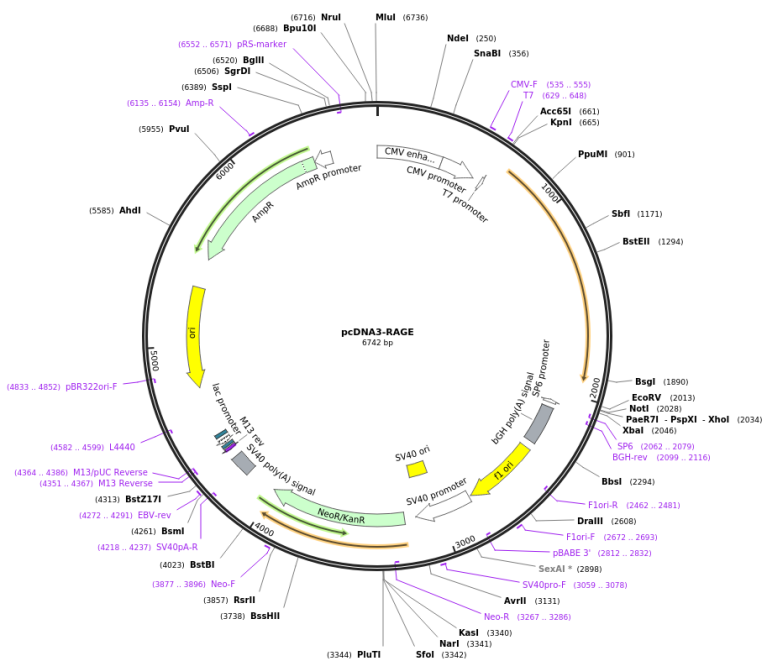 (6716) NruI
MluI (6736)
(6688) Bpu10I
(6552 .. 6571) pRS-marker
(6520) BglII
(6506) SgrDI
(6389) SspI
(6135 .. 6154) Amp-R
(5955) PvuI
(5585) AhdI
NdeI (250)
SnaBI (356)
CMV-F (535 .. 555)
T7 (629 .. 648)
Acc65I (661)
KpnI (665)
PpuMI (901)
SbfI (1171)
BstEII (1294)
6000
1000
CMV enha...
CMV promoter
T7 promoter
AmpR promoter
AmpR
ori
pcDNA3-RAGE
6742 bp
BsgI (1890)
EcoRV (2013)
NotI (2028)
PaeR7I - PspXI - XhoI (2034)
XbaI (2046)
SP6 (2062 .. 2079)
BGH-rev (2099 .. 2116)
BbsI (2294)
F1ori-R (2462 .. 2481)
DraIII (2608)
F1ori-F (2672 .. 2693)
pBABE 3' (2812 .. 2832)
SexAI * (2898)
SV40pro-F (3059 .. 3078)
AvrII (3131)
Neo-R (3267 .. 3286)
KasI (3340)
NarI (3341)
SfoI (3342)
(3344) PluTI
2000
SP6 promoter
bGH poly(A) signal
f1 ori
SV40 ori
SV40 promoter
NeoR/KanR
SV40 poly(A) signal
M13 rev
lac promoter
3000
4000
5000
(4833 .. 4852) pBR322ori-F
(4582 .. 4599) L4440
(4364 .. 4386) M13/pUC Reverse
(4351 .. 4367) M13 Reverse
(4313) BstZ17I
(4272 .. 4291) EBV-rev
(4261) BsmI
(4218 .. 4237) SV40pA-R
(4023) BstBI
(3877 .. 3896) Neo-F
(3857) RsrII
(3738) BssHII